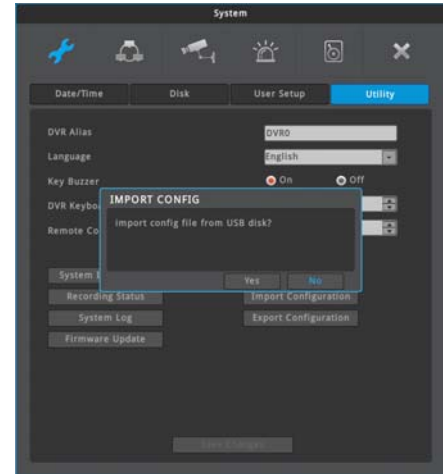 System
Date/Time Disk User Setup Utility
DVR Alias DVR0
Language English
Key Buzzer On Off
DVR Keybo
Remote Co
IMPORT CONFIG
Import config file from USB disk?
Yes No
System I
Recording Status Import Configuration
System Log Export Configuration
Firmware Update
Save Changes